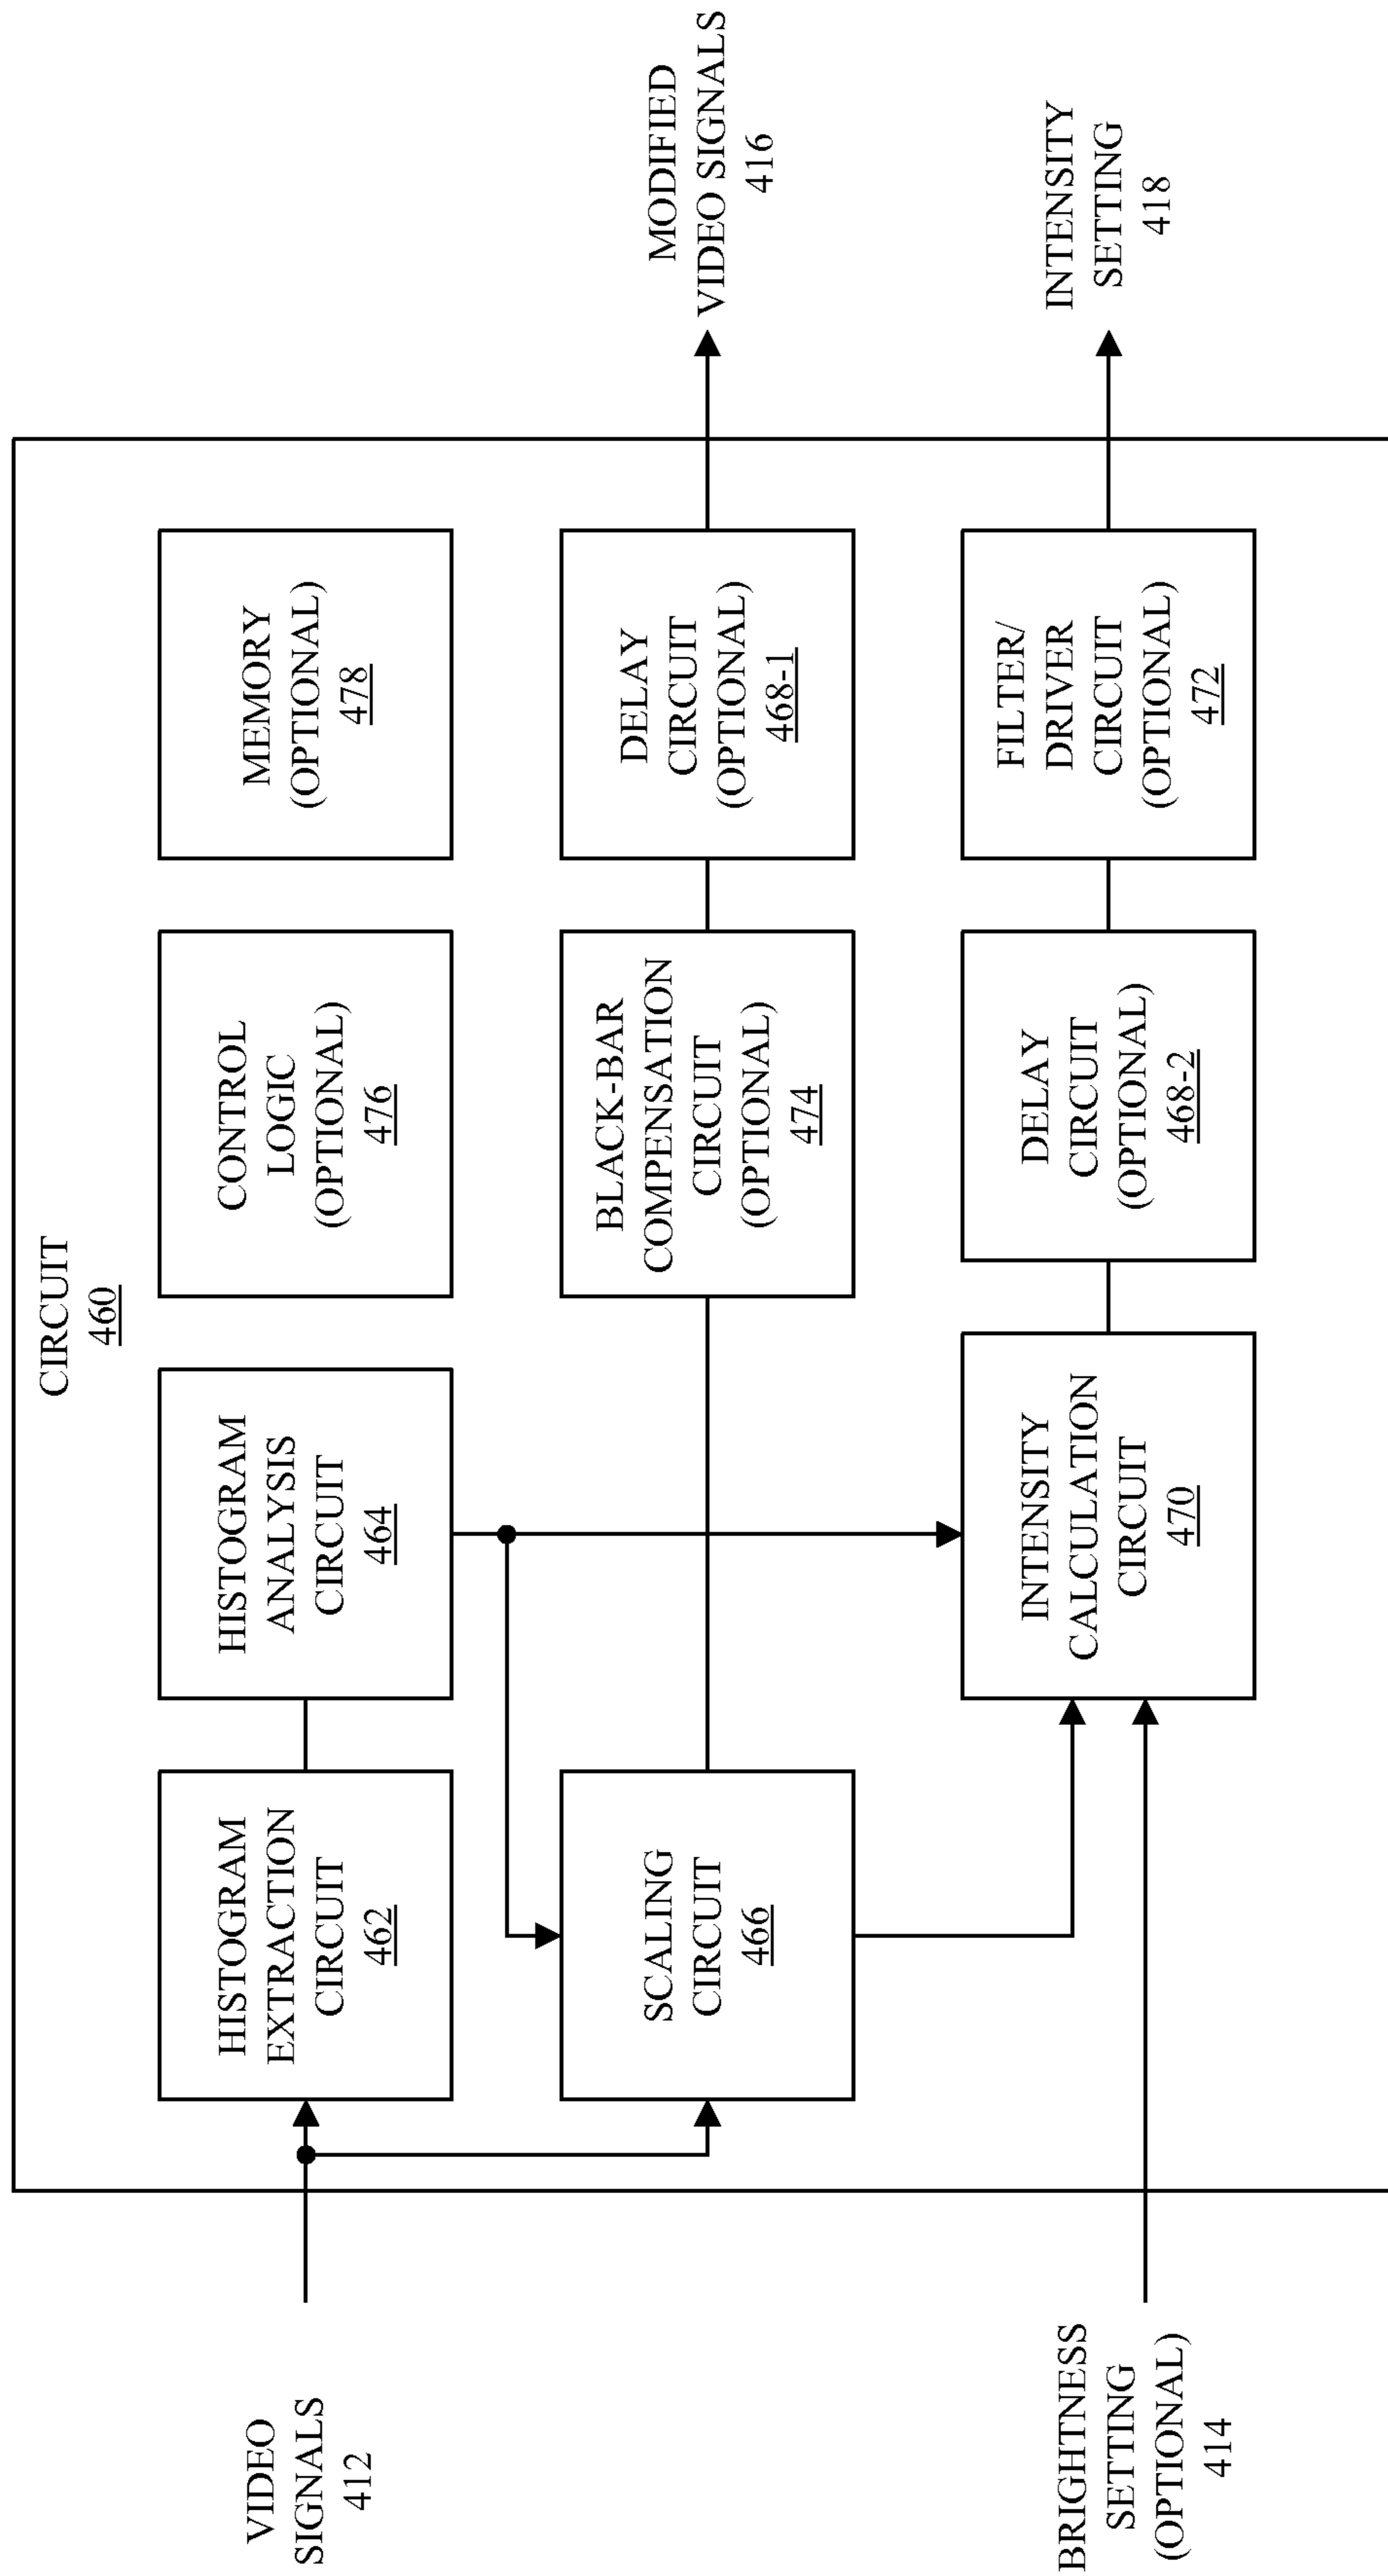 CIRCUIT
460
VIDEO
SIGNALS
412
HISTOGRAM
EXTRACTION
CIRCUIT
462
HISTOGRAM
ANALYSIS
CIRCUIT
464
CONTROL
LOGIC
(OPTIONAL)
476
MEMORY
(OPTIONAL)
478
SCALING
CIRCUIT
466
BLACK-BAR
COMPENSATION
CIRCUIT
(OPTIONAL)
474
DELAY
CIRCUIT
(OPTIONAL)
468-1
MODIFIED
VIDEO SIGNALS
416
BRIGHTNESS
SETTING
(OPTIONAL)
414
INTENSITY
CALCULATION
CIRCUIT
470
DELAY
CIRCUIT
(OPTIONAL)
468-2
FILTER/
DRIVER
CIRCUIT
(OPTIONAL)
472
INTENSITY
SETTING
418